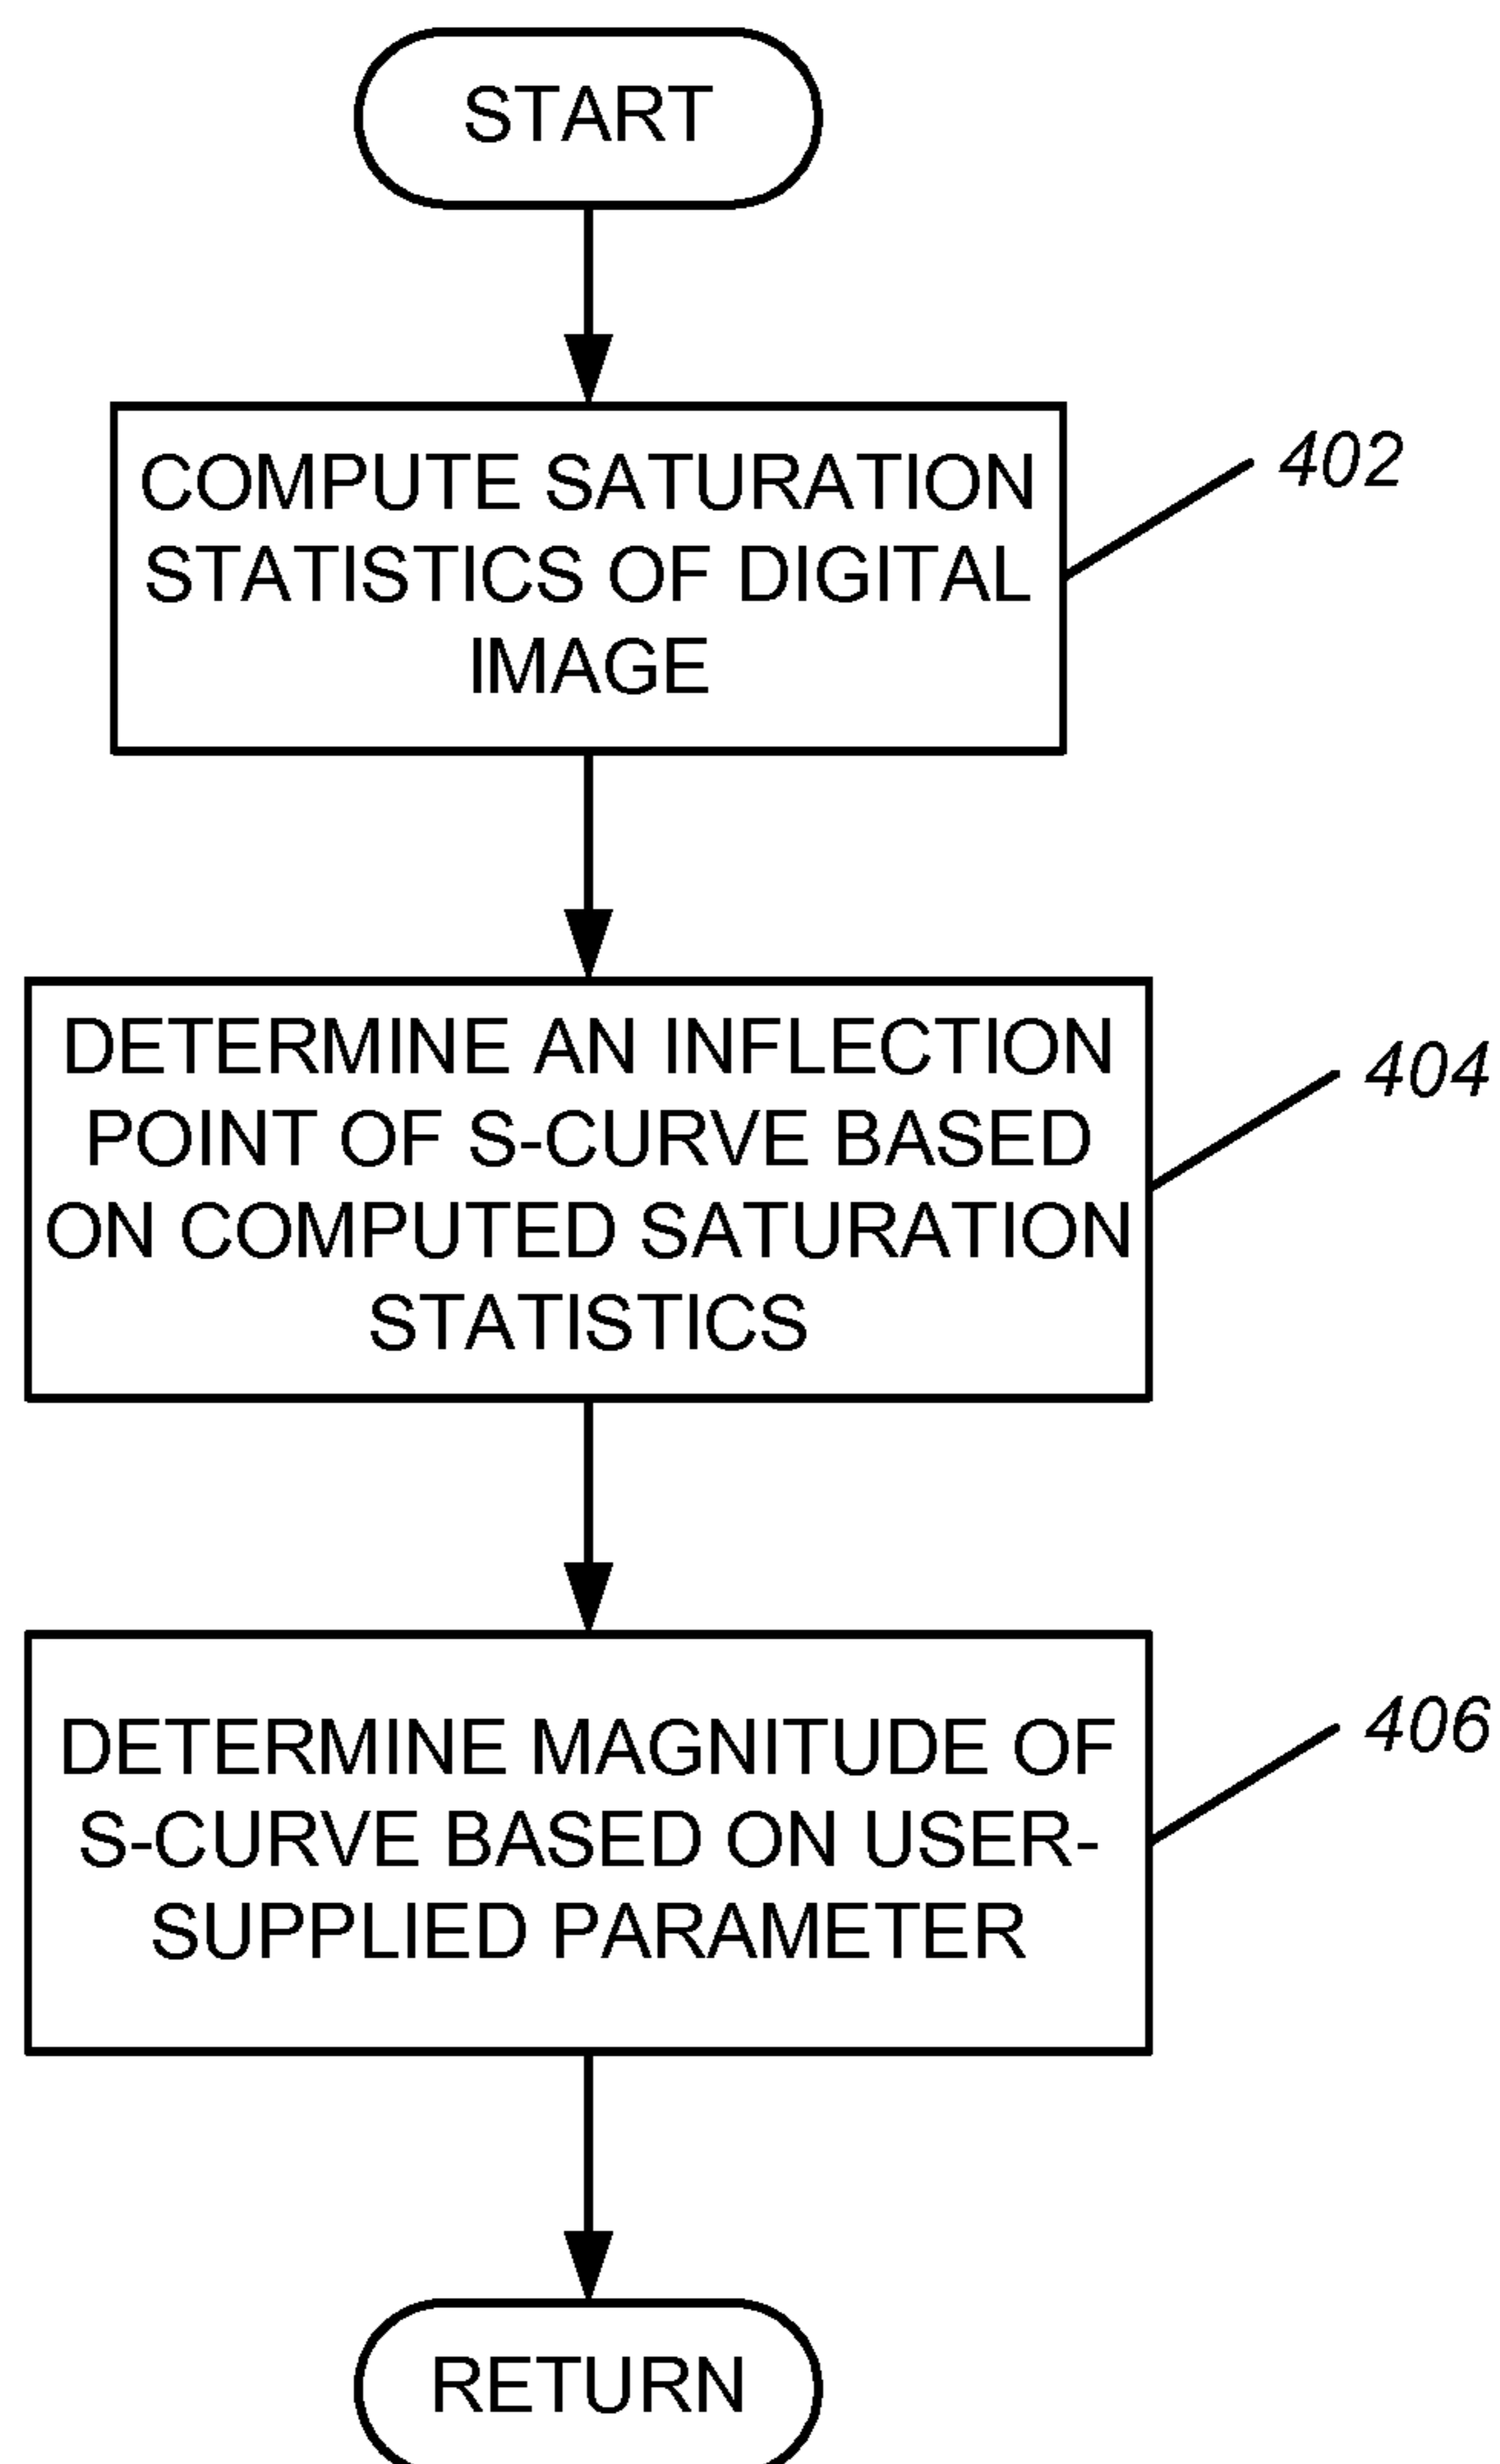 START
COMPUTE SATURATION
STATISTICS OF DIGITAL
IMAGE
402
DETERMINE AN INFLECTION
POINT OF S-CURVE BASED
ON COMPUTED SATURATION
STATISTICS
404
DETERMINE MAGNITUDE OF
S-CURVE BASED ON USER-
SUPPLIED PARAMETER
406
RETURN